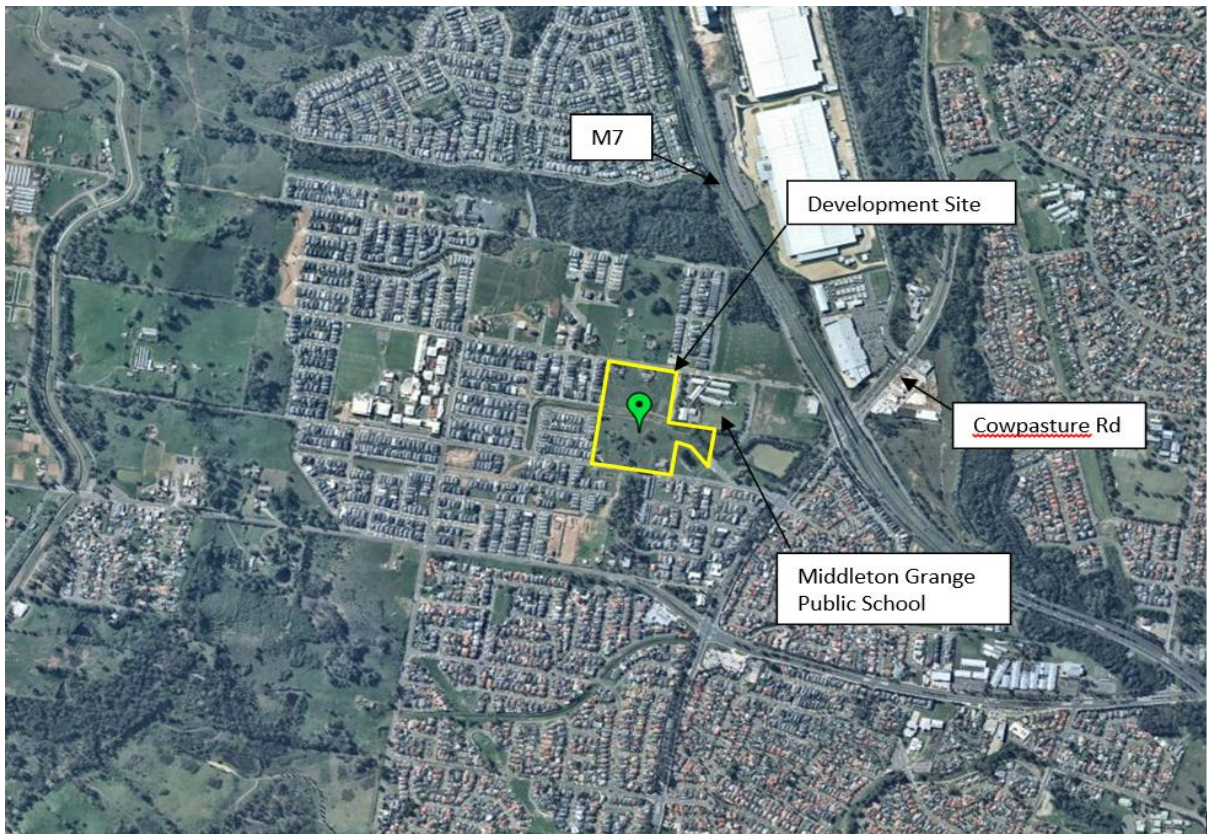 M7
Development Site
Cowpasture Rd
Middleton Grange
Public School